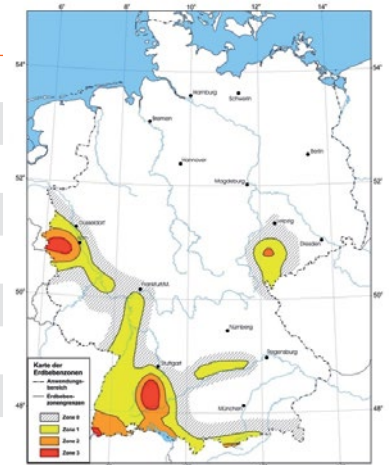 54°
54°
52°
52°
50°
50°
48°
48°
6°
8°
10°
12°
14°
Hamburg
Schwerin
Bremen
Berlin
Hannover
Magdeburg
Düsseldorf
Leipzig
Dresden
Frankfurt/M.
Nürnberg
Regensburg
Stuttgart
München
Karte der
Erdbebenzonen
Anwendungs-
bereich
Erdbeben-
zonengrenzen
Zone 0
Zone 1
Zone 2
Zone 3